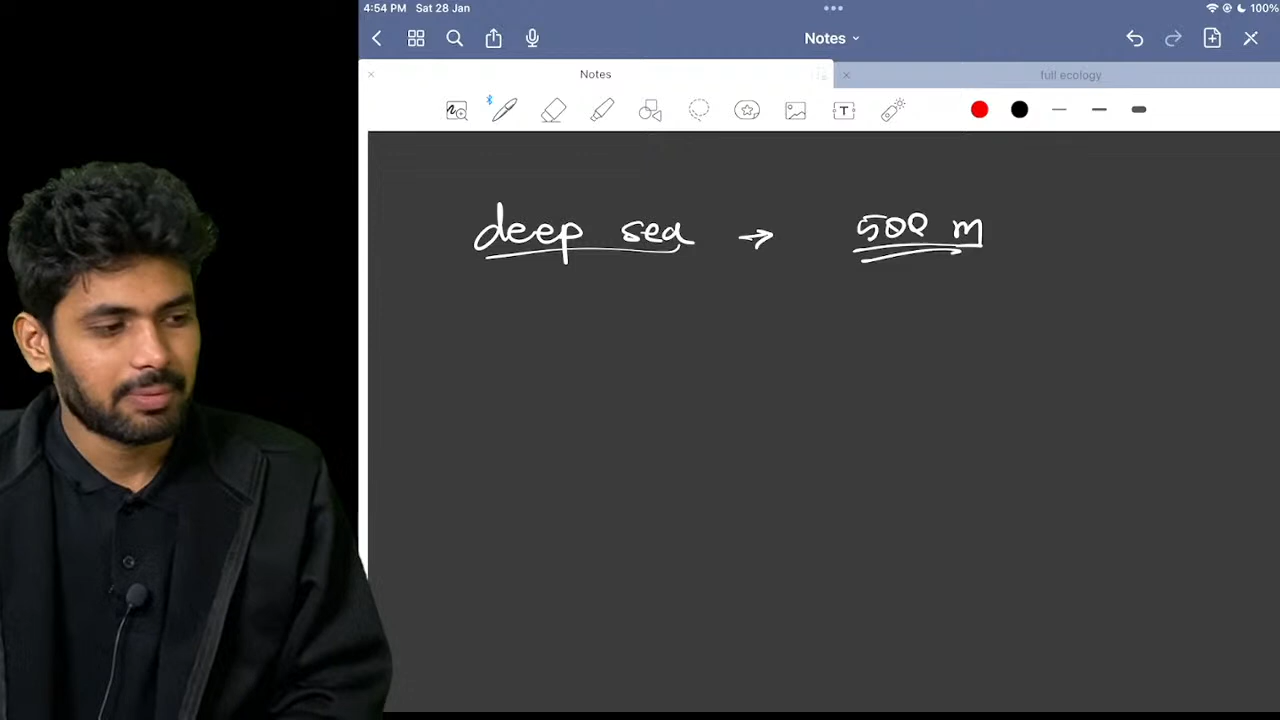 4:54 PM Sat 28 Jan
100%
Notes
Notes
full ecology
T
deep sea → 500 m